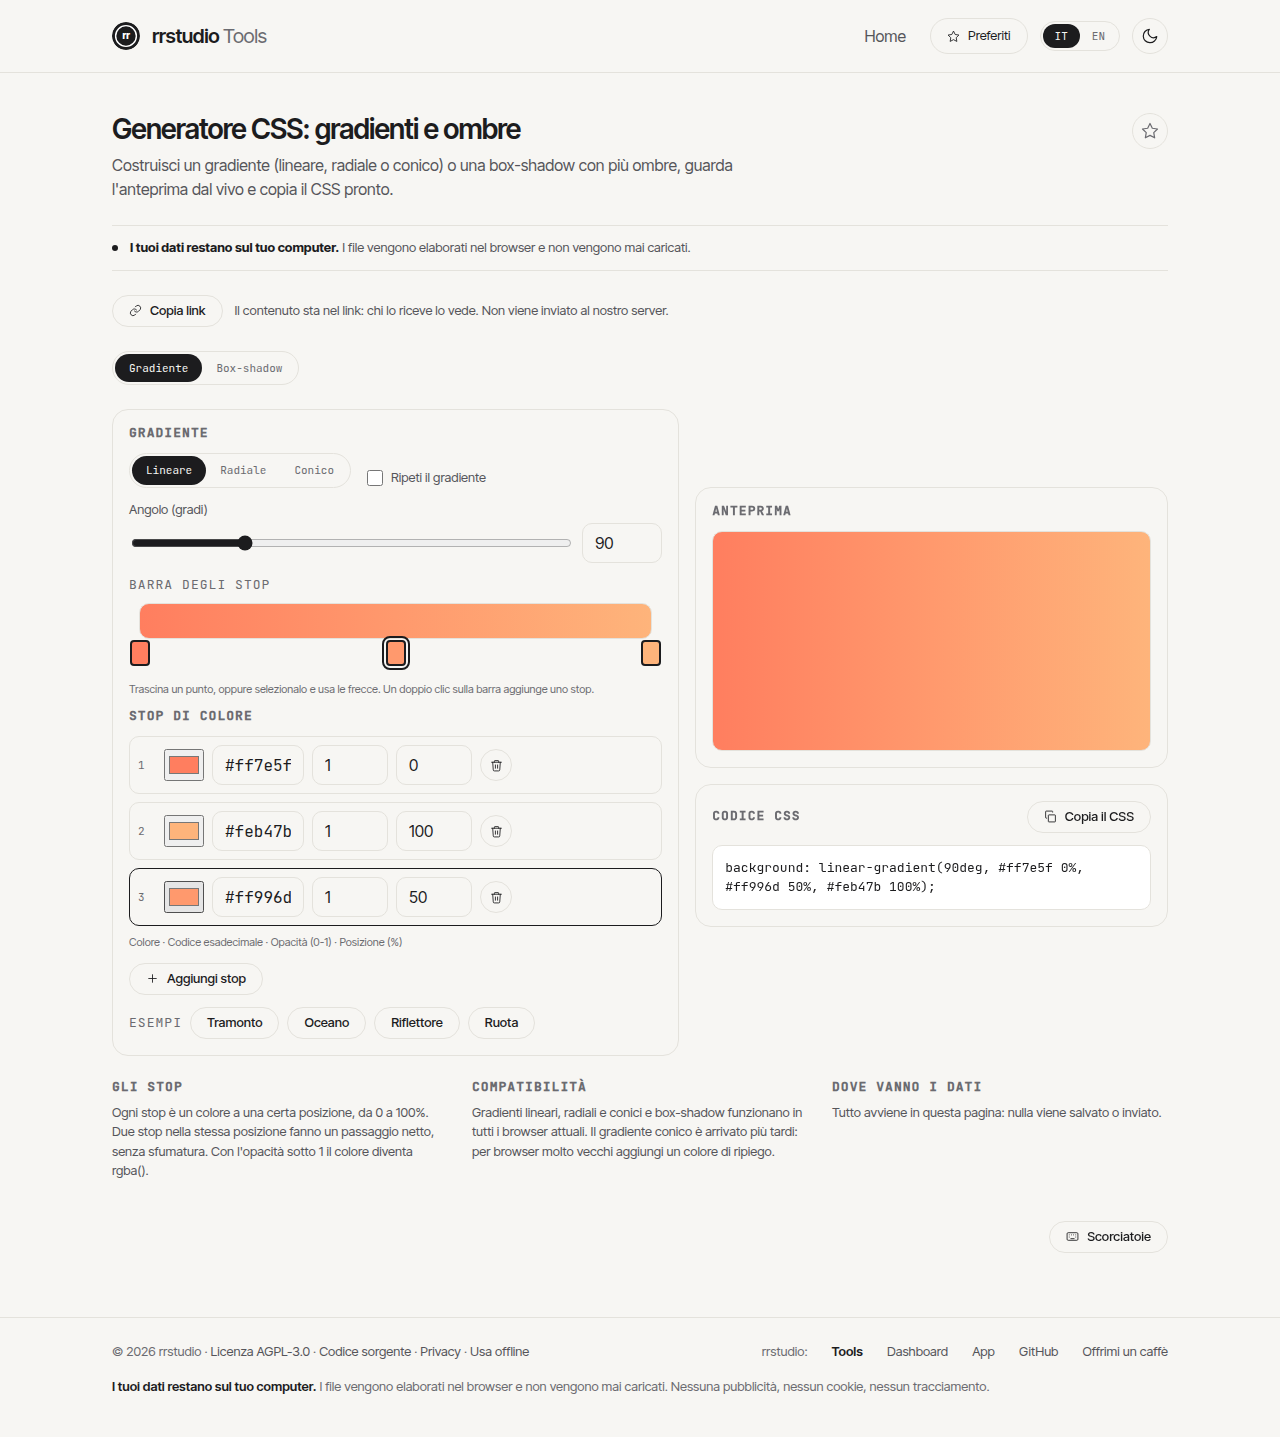 rr rrstudio Tools
Home
Preferiti
IT EN
Generatore CSS: gradienti e ombre
Costruisci un gradiente (lineare, radiale o conico) o una box-shadow con più ombre, guarda
l'anteprima dal vivo e copia il CSS pronto.
I tuoi dati restano sul tuo computer. I file vengono elaborati nel browser e non vengono mai caricati.
Copia link
Il contenuto sta nel link: chi lo riceve lo vede. Non viene inviato al nostro server.
Gradiente Box-shadow
GRADIENTE
Lineare Radiale Conico
Ripeti il gradiente
Angolo (gradi)
90
BARRA DEGLI STOP
Trascina un punto, oppure selezionalo e usa le frecce. Un doppio clic sulla barra aggiunge uno stop.
STOP DI COLORE
1 #ff7e5f 1 0
2 #feb47b 1 100
3 #ff996d 1 50
Colore · Codice esadecimale · Opacità (0-1) · Posizione (%)
Aggiungi stop
ESEMPI Tramonto Oceano Riflettore Ruota
ANTEPRIMA
CODICE CSS
Copia il CSS
background: linear-gradient(90deg, #ff7e5f 0%,
#ff996d 50%, #feb47b 100%);
GLI STOP
Ogni stop è un colore a una certa posizione, da 0 a 100%.
Due stop nella stessa posizione fanno un passaggio netto,
senza sfumatura. Con l'opacità sotto 1 il colore diventa
rgba().
COMPATIBILITÀ
Gradienti lineari, radiali e conici e box-shadow funzionano in
tutti i browser attuali. Il gradiente conico è arrivato più tardi:
per browser molto vecchi aggiungi un colore di ripiego.
DOVE VANNO I DATI
Tutto avviene in questa pagina: nulla viene salvato o inviato.
Scorciatoie
© 2026 rrstudio · Licenza AGPL-3.0 · Codice sorgente · Privacy · Usa offline
rrstudio: Tools Dashboard App GitHub Offrimi un caffè
I tuoi dati restano sul tuo computer. I file vengono elaborati nel browser e non vengono mai caricati. Nessuna pubblicità, nessun cookie, nessun tracciamento.